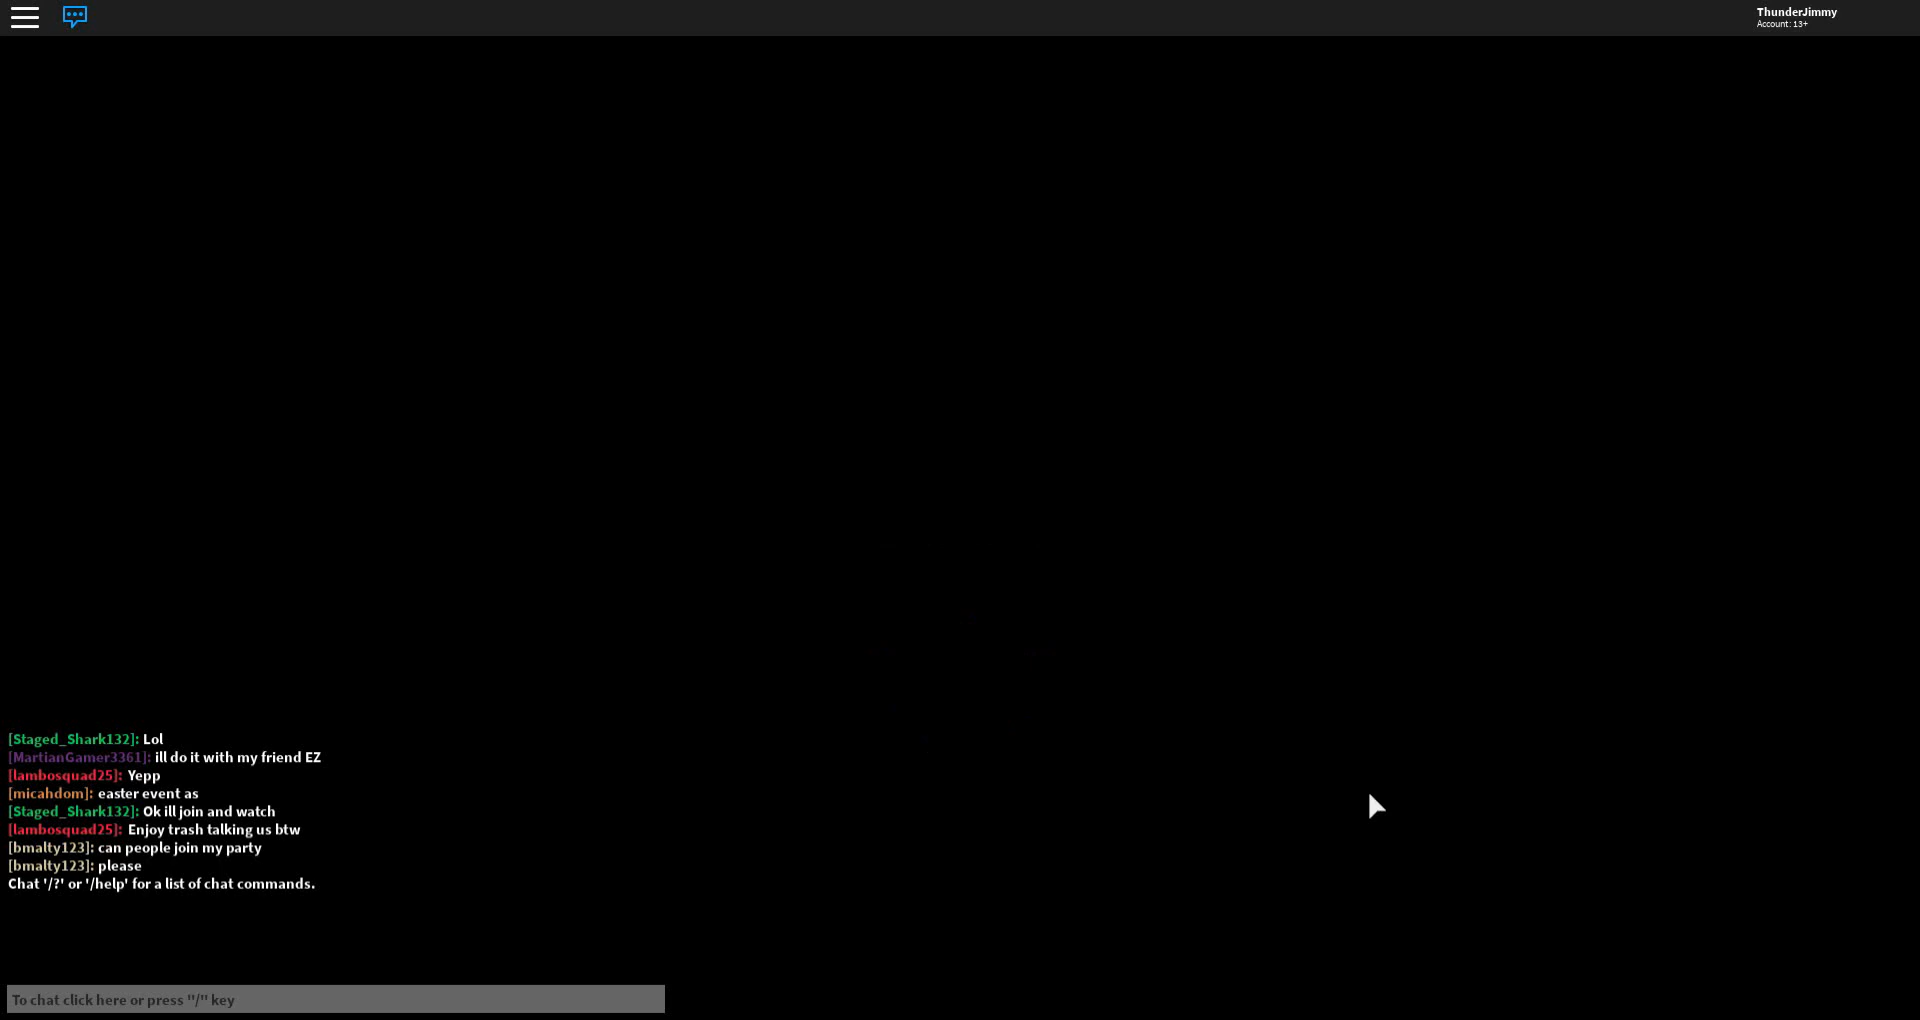 ThunderJimmy
Account: 13+
[Staged_Shark132]: Lol
[MartianGamer3361]: ill do it with my friend EZ
[lambosquad25]: Yepp
[micahdom]: easter event as
[Staged_Shark132]: Ok ill join and watch
[lambosquad25]: Enjoy trash talking us btw
[bmalty123]: can people join my party
[bmalty123]: please
Chat '/?' or '/help' for a list of chat commands.
To chat click here or press "/" key